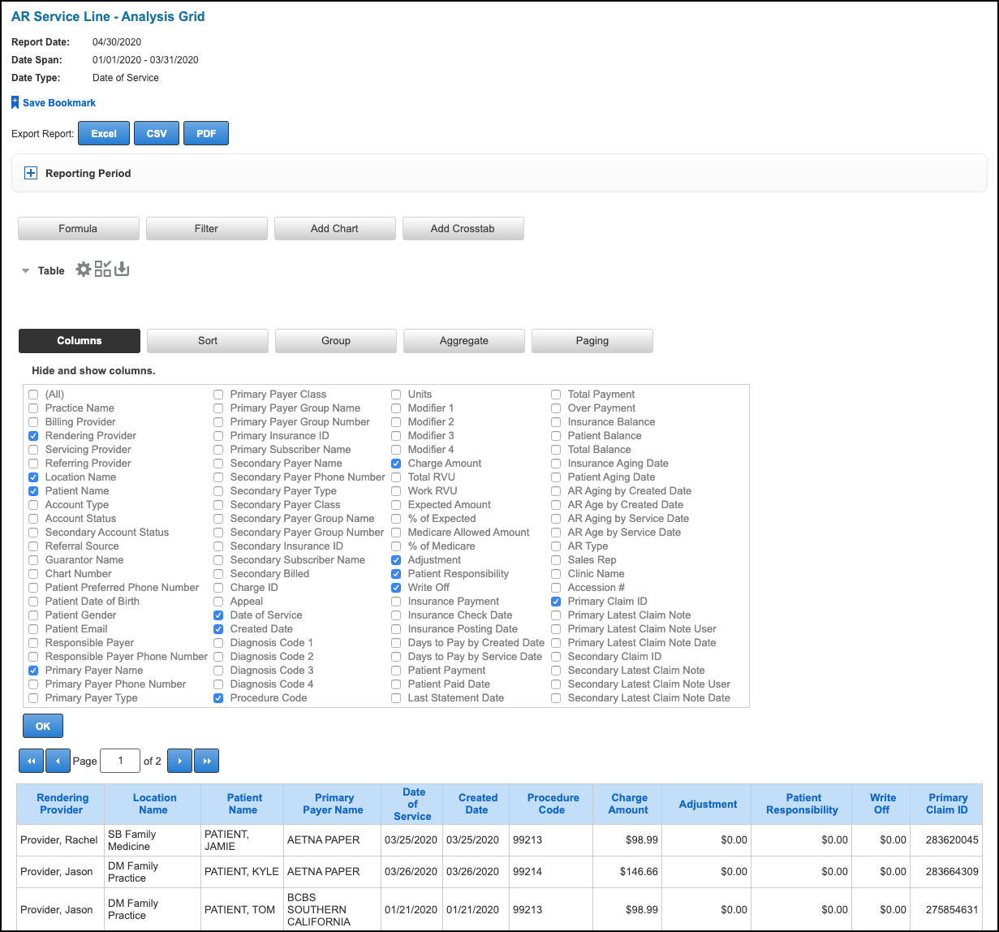 AR Service Line - Analysis Grid
Report Date: 04/30/2020
Date Span: 01/01/2020 - 03/31/2020
Date Type: Date of Service
Save Bookmark
Export Report: Excel CSV PDF
Reporting Period
Formula Filter Add Chart Add Crosstab
Table
Columns Sort Group Aggregate Paging
Hide and show columns.
(All) Primary Payer Class Units Total Payment
Practice Name Primary Payer Group Name Modifier 1 Over Payment
Billing Provider Primary Payer Group Number Modifier 2 Insurance Balance
Rendering Provider Primary Insurance ID Modifier 3 Patient Balance
Servicing Provider Primary Subscriber Name Modifier 4 Total Balance
Referring Provider Secondary Payer Name Charge Amount Insurance Aging Date
Location Name Secondary Payer Phone Number Total RVU Patient Aging Date
Patient Name Secondary Payer Type Work RVU AR Aging by Created Date
Account Type Secondary Payer Class Expected Amount AR Age by Created Date
Account Status Secondary Payer Group Name % of Expected AR Aging by Service Date
Secondary Account Status Secondary Payer Group Number Medicare Allowed Amount AR Age by Service Date
Referral Source Secondary Insurance ID % of Medicare AR Type
Guarantor Name Secondary Subscriber Name Adjustment Sales Rep
Chart Number Secondary Billed Patient Responsibility Clinic Name
Patient Preferred Phone Number Charge ID Write Off Accession #
Patient Date of Birth Appeal Insurance Payment Primary Claim ID
Patient Gender Date of Service Insurance Check Date Primary Latest Claim Note
Patient Email Created Date Insurance Posting Date Primary Latest Claim Note User
Responsible Payer Diagnosis Code 1 Days to Pay by Created Date Primary Latest Claim Note Date
Responsible Payer Phone Number Diagnosis Code 2 Days to Pay by Service Date Secondary Claim ID
Primary Payer Name Diagnosis Code 3 Patient Payment Secondary Latest Claim Note
Primary Payer Phone Number Diagnosis Code 4 Patient Paid Date Secondary Latest Claim Note User
Primary Payer Type Procedure Code Last Statement Date Secondary Latest Claim Note Date
OK
Page 1 of 2
Rendering Provider Location Name Patient Name Primary Payer Name Date of Service Created Date Procedure Code Charge Amount Adjustment Patient Responsibility Write Off Primary Claim ID
Provider, Rachel SB Family Medicine PATIENT, JAMIE AETNA PAPER 03/25/2020 03/25/2020 99213 $98.99 $0.00 $0.00 $0.00 283620045
Provider, Jason DM Family Practice PATIENT, KYLE AETNA PAPER 03/26/2020 03/26/2020 99214 $146.66 $0.00 $0.00 $0.00 283664309
Provider, Jason DM Family Practice PATIENT, TOM BCBS SOUTHERN CALIFORNIA 01/21/2020 01/21/2020 99213 $98.99 $0.00 $0.00 $0.00 275854631